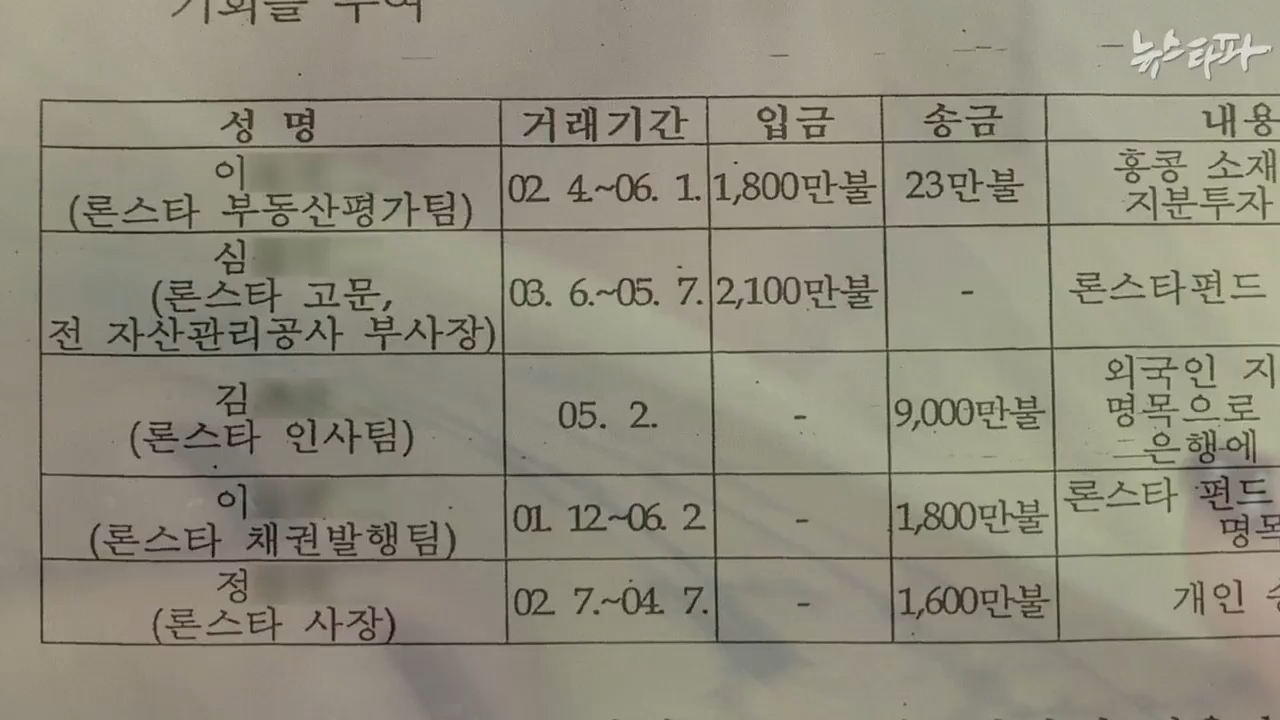 뉴스타파
기회를 부여
성 명 거래기간 입금 송금 내용
이
(론스타 부동산평가팀)
02. 4.~06. 1. 1,800만불 23만불
홍콩 소재
지분투자
심
(론스타 고문,
전 자산관리공사 부사장)
03. 6.~05. 7. 2,100만불 -
론스타펀드
김
(론스타 인사팀)
05. 2. - 9,000만불
외국인 지
명목으로
은행에
이
(론스타 채권발행팀)
01. 12~06. 2 - 1,800만불
론스타 펀드
명목
정
(론스타 사장)
02. 7.~04. 7. - 1,600만불
개인